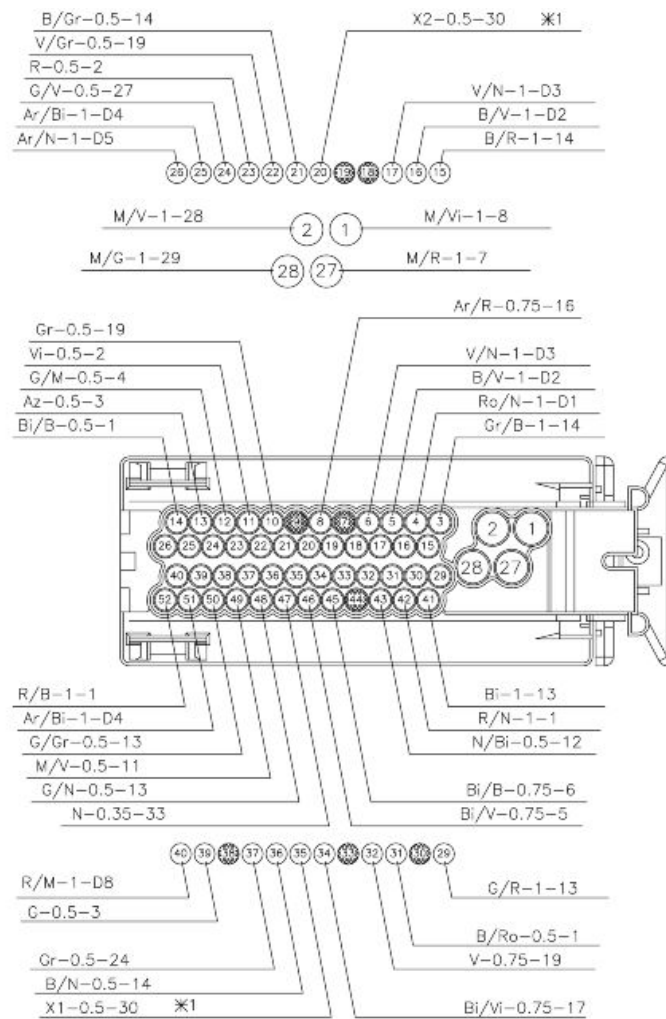 B/Gr-0.5-14 X2-0.5-30 ✳1
V/Gr-0.5-19
R-0.5-2
G/V-0.5-27 V/N-1-D3
Ar/Bi-1-D4 B/V-1-D2
Ar/N-1-D5 B/R-1-14
26 25 24 23 22 21 20 19 18 17 16 15
M/V-1-28 2 1 M/Vi-1-8
M/G-1-29 28 27 M/R-1-7
Ar/R-0.75-16
Gr-0.5-19
Vi-0.5-2 V/N-1-D3
G/M-0.5-4 B/V-1-D2
Az-0.5-3 Ro/N-1-D1
Bi/B-0.5-1 Gr/B-1-14
14 13 12 11 10 9 8 7 6 5 4 3 2 1
26 25 24 23 22 21 20 19 18 17 16 15
40 39 38 37 36 35 34 33 32 31 30 29 28 27
52 51 50 49 48 47 46 45 44 43 42 41
R/B-1-1 Bi-1-13
Ar/Bi-1-D4 R/N-1-1
G/Gr-0.5-13 N/Bi-0.5-12
M/V-0.5-11
G/N-0.5-13 Bi/B-0.75-6
N-0.35-33 Bi/V-0.75-5
40 39 38 37 36 35 34 33 32 31 30 29
R/M-1-D8 G/R-1-13
G-0.5-3
B/Ro-0.5-1
Gr-0.5-24 V-0.75-19
B/N-0.5-14
X1-0.5-30 ✳1 Bi/Vi-0.75-17